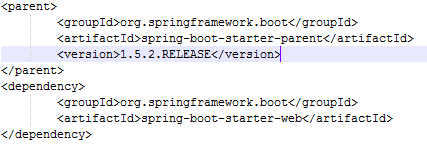 <parent>
<groupId>org.springframework.boot</groupId>
<artifactId>spring-boot-starter-parent</artifactId>
<version>1.5.2.RELEASE</version>
</parent>
<dependency>
<groupId>org.springframework.boot</groupId>
<artifactId>spring-boot-starter-web</artifactId>
</dependency>